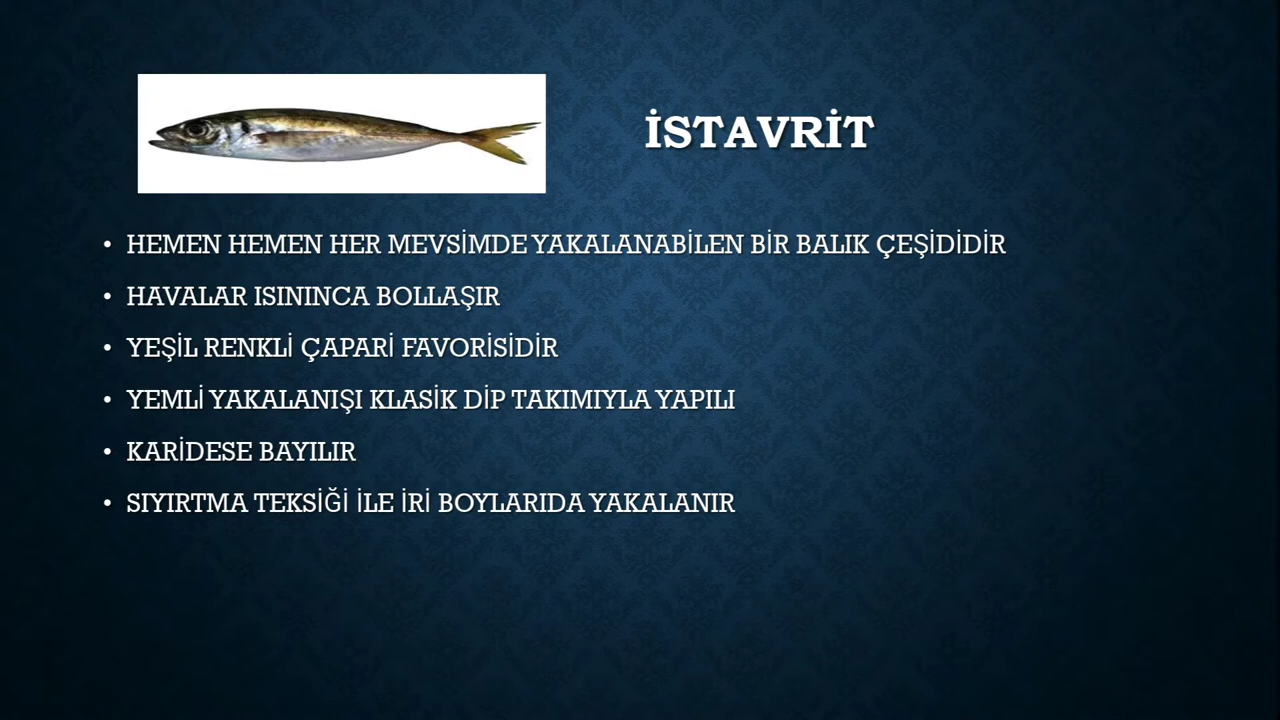 İSTAVRİT
• HEMEN HEMEN HER MEVSİMDE YAKALANABİLEN BİR BALIK ÇEŞİDİDİR
• HAVALAR ISININCA BOLLAŞIR
• YEŞİL RENKLİ ÇAPARİ FAVORİSİDİR
• YEMLİ YAKALANIŞI KLASİK DİP TAKIMIYLA YAPILI
• KARİDESE BAYILIR
• SIYIRTMA TEKSİĞİ İLE İRİ BOYLARIDA YAKALANIR